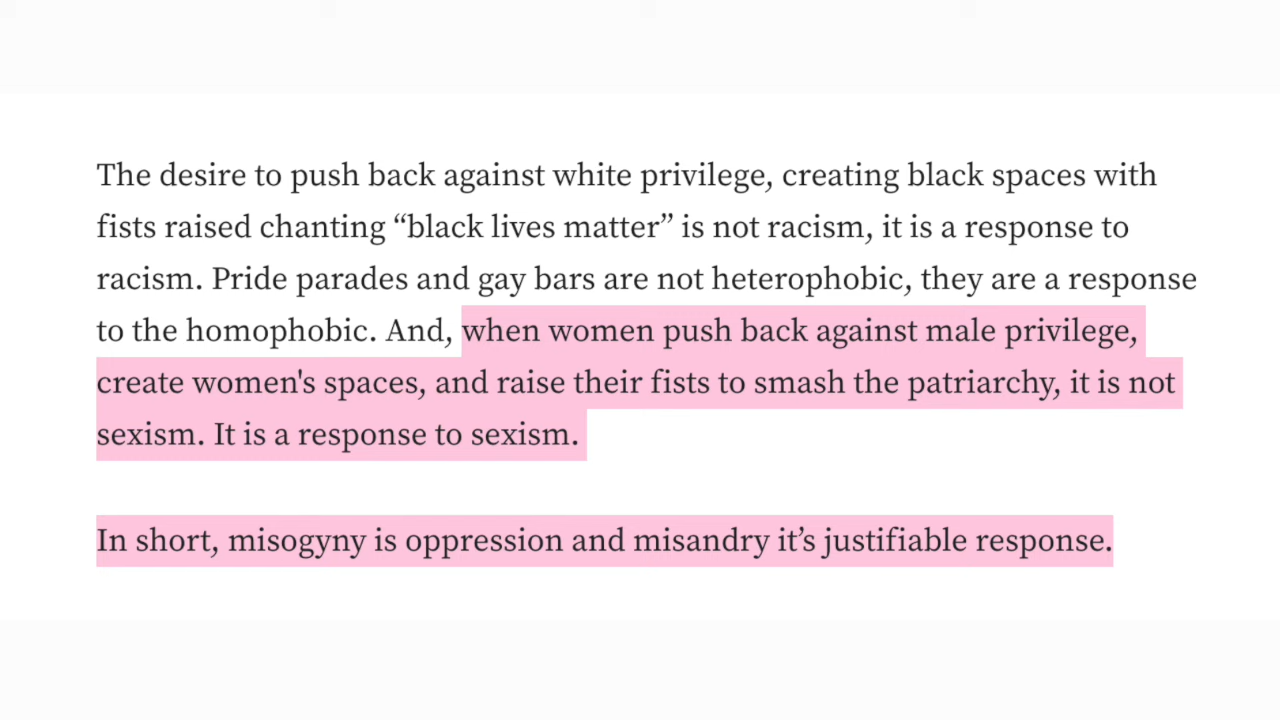 The desire to push back against white privilege, creating black spaces with
fists raised chanting “black lives matter” is not racism, it is a response to
racism. Pride parades and gay bars are not heterophobic, they are a response
to the homophobic. And, when women push back against male privilege,
create women's spaces, and raise their fists to smash the patriarchy, it is not
sexism. It is a response to sexism.
In short, misogyny is oppression and misandry it’s justifiable response.